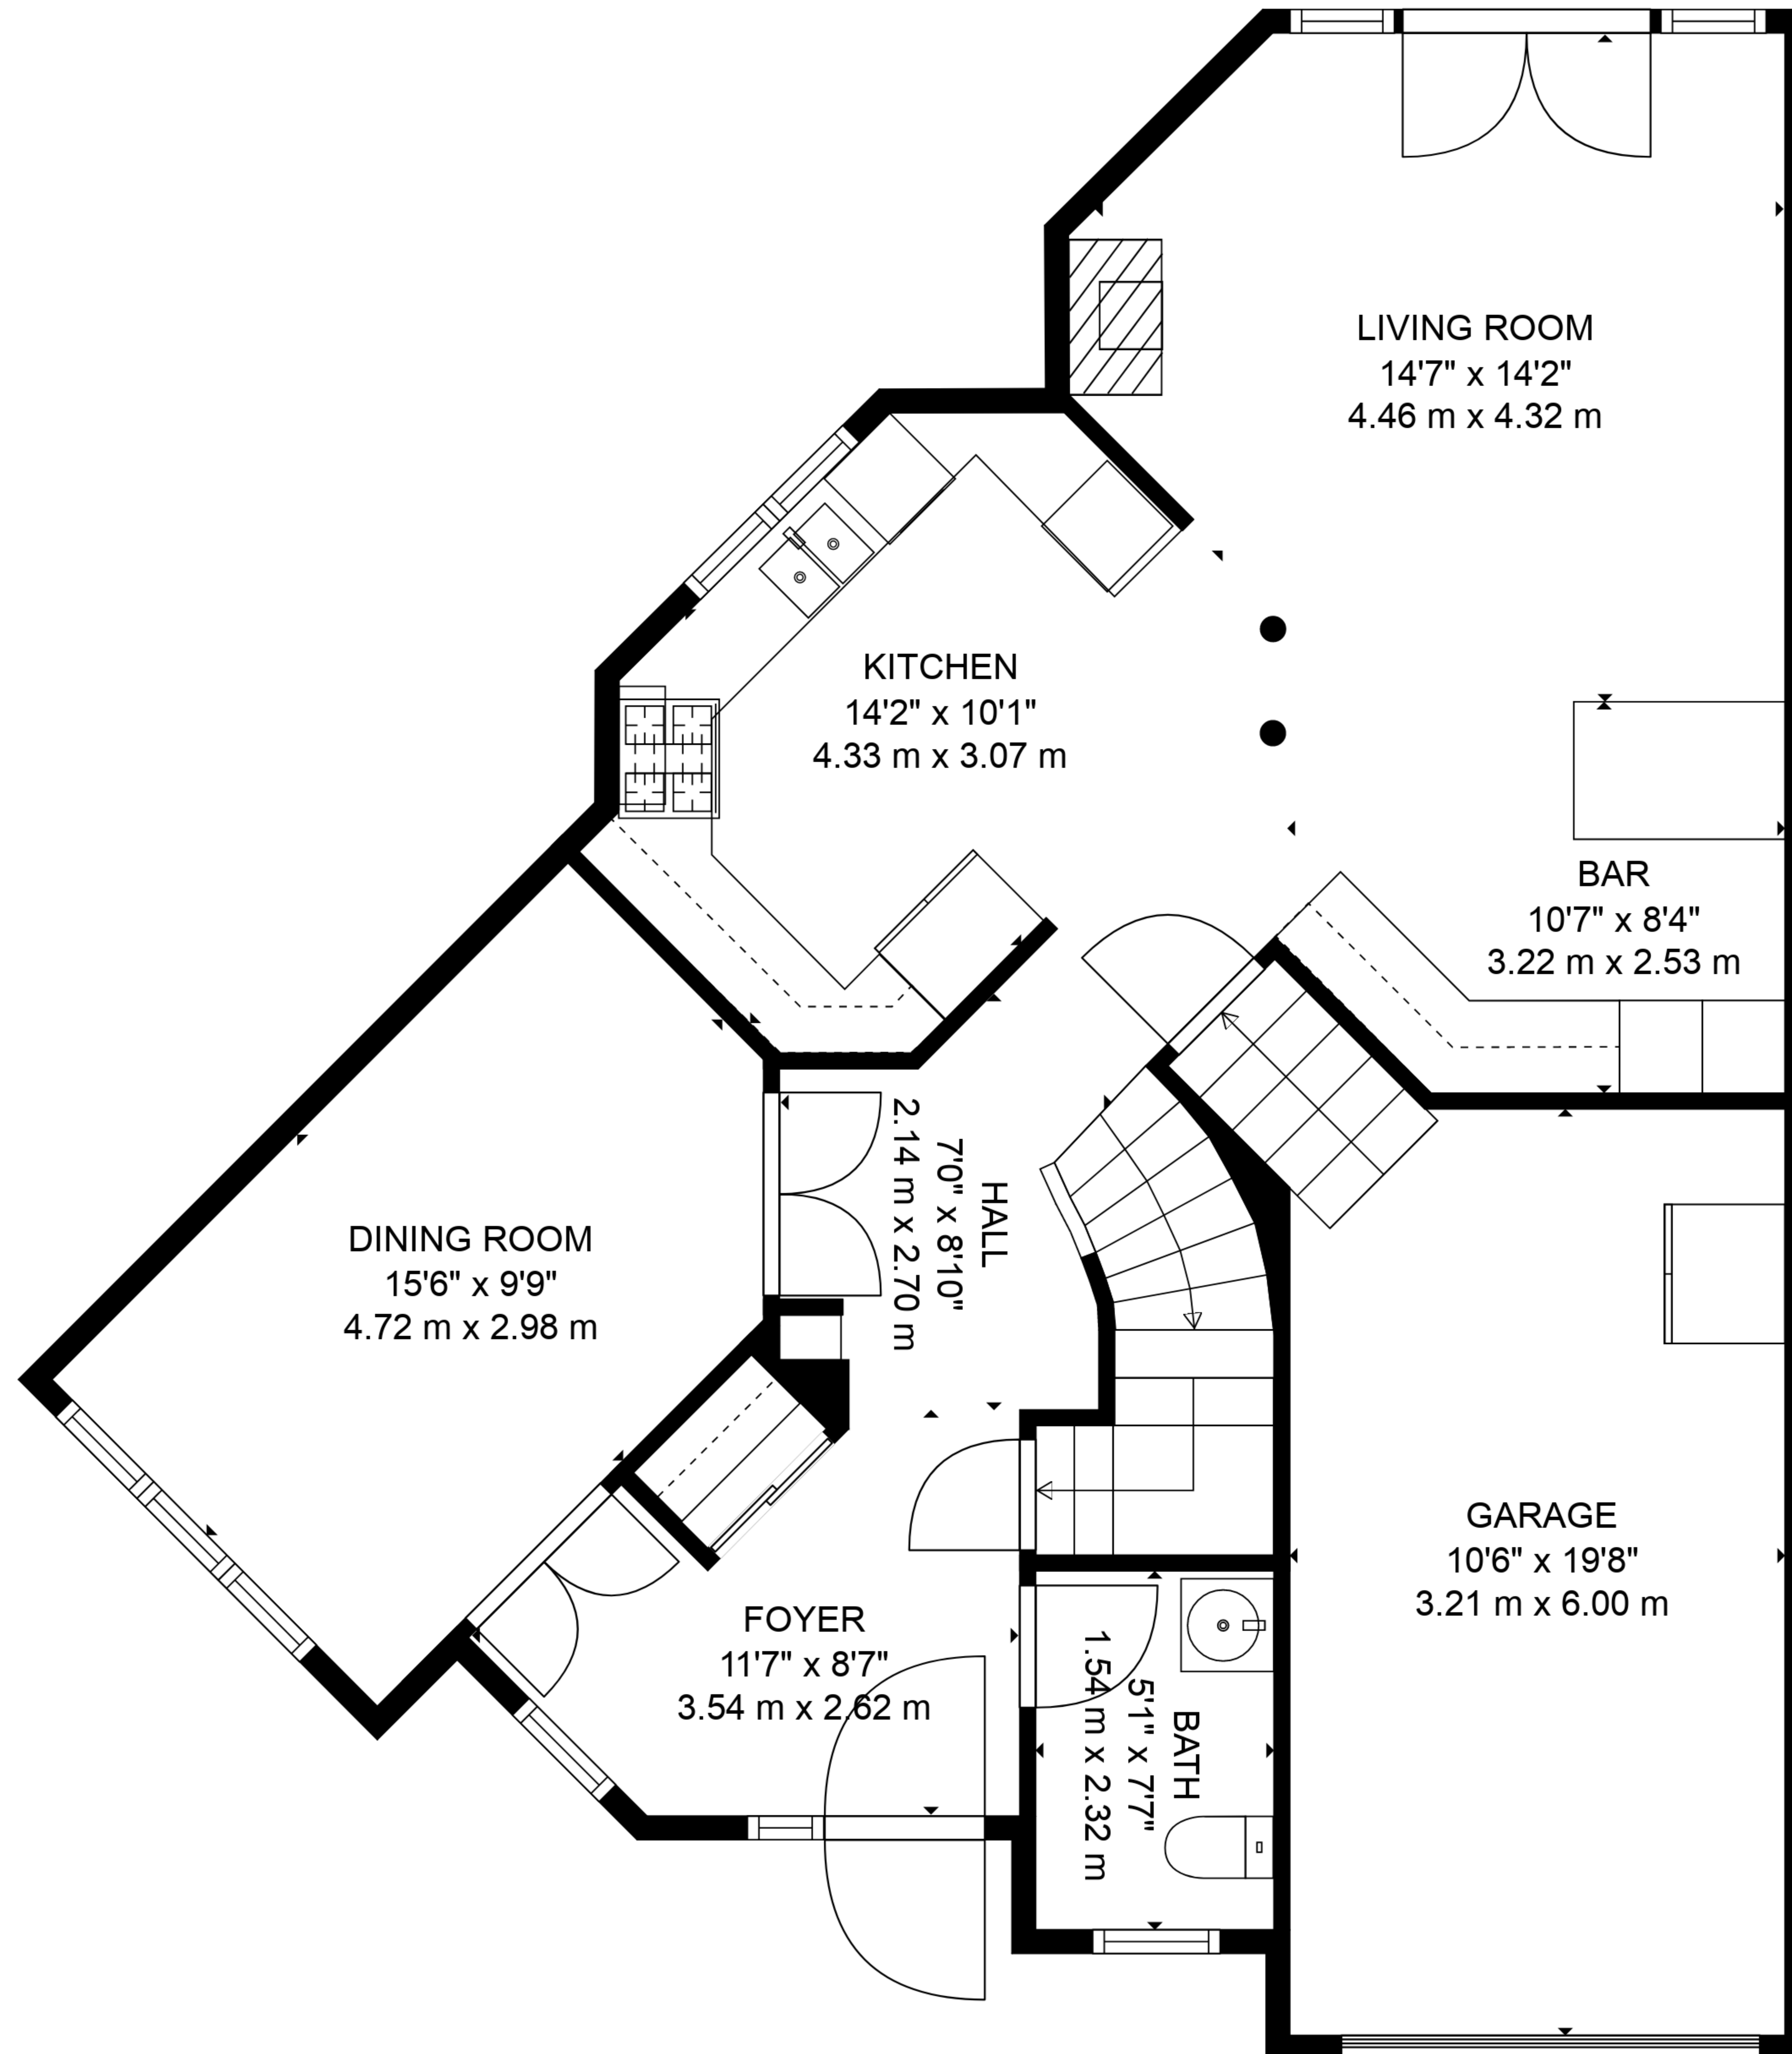 LIVING ROOM
14'7" x 14'2"
4.46 m x 4.32 m
KITCHEN
14'2" x 10'1"
4.33 m x 3.07 m
BAR
10'7" x 8'4"
3.22 m x 2.53 m
HALL
7'0" x 8'10"
2.14 m x 2.70 m
DINING ROOM
15'6" x 9'9"
4.72 m x 2.98 m
GARAGE
10'6" x 19'8"
3.21 m x 6.00 m
FOYER
11'7" x 8'7"
3.54 m x 2.62 m
BATH
5'1" x 7'7"
1.54 m x 2.32 m